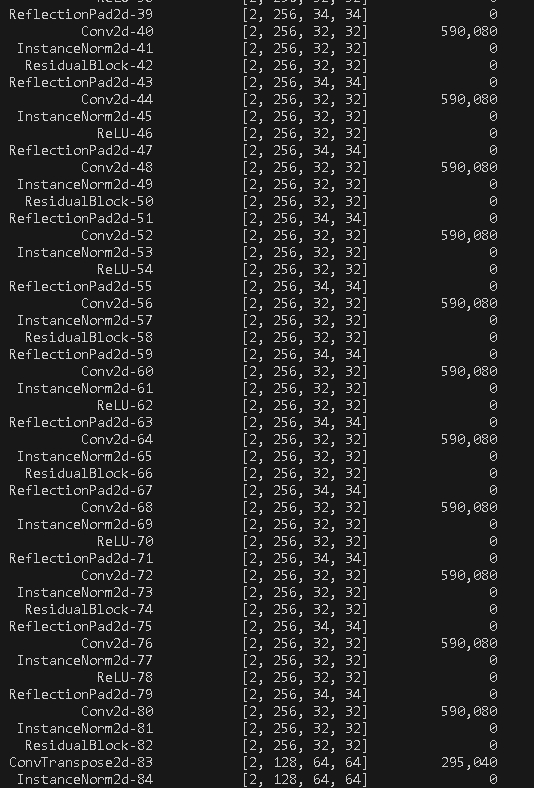 ReflectionPad2d-39 [2, 256, 34, 34] 0
Conv2d-40 [2, 256, 32, 32] 590,080
InstanceNorm2d-41 [2, 256, 32, 32] 0
ResidualBlock-42 [2, 256, 32, 32] 0
ReflectionPad2d-43 [2, 256, 34, 34] 0
Conv2d-44 [2, 256, 32, 32] 590,080
InstanceNorm2d-45 [2, 256, 32, 32] 0
ReLU-46 [2, 256, 32, 32] 0
ReflectionPad2d-47 [2, 256, 34, 34] 0
Conv2d-48 [2, 256, 32, 32] 590,080
InstanceNorm2d-49 [2, 256, 32, 32] 0
ResidualBlock-50 [2, 256, 32, 32] 0
ReflectionPad2d-51 [2, 256, 34, 34] 0
Conv2d-52 [2, 256, 32, 32] 590,080
InstanceNorm2d-53 [2, 256, 32, 32] 0
ReLU-54 [2, 256, 32, 32] 0
ReflectionPad2d-55 [2, 256, 34, 34] 0
Conv2d-56 [2, 256, 32, 32] 590,080
InstanceNorm2d-57 [2, 256, 32, 32] 0
ResidualBlock-58 [2, 256, 32, 32] 0
ReflectionPad2d-59 [2, 256, 34, 34] 0
Conv2d-60 [2, 256, 32, 32] 590,080
InstanceNorm2d-61 [2, 256, 32, 32] 0
ReLU-62 [2, 256, 32, 32] 0
ReflectionPad2d-63 [2, 256, 34, 34] 0
Conv2d-64 [2, 256, 32, 32] 590,080
InstanceNorm2d-65 [2, 256, 32, 32] 0
ResidualBlock-66 [2, 256, 32, 32] 0
ReflectionPad2d-67 [2, 256, 34, 34] 0
Conv2d-68 [2, 256, 32, 32] 590,080
InstanceNorm2d-69 [2, 256, 32, 32] 0
ReLU-70 [2, 256, 32, 32] 0
ReflectionPad2d-71 [2, 256, 34, 34] 0
Conv2d-72 [2, 256, 32, 32] 590,080
InstanceNorm2d-73 [2, 256, 32, 32] 0
ResidualBlock-74 [2, 256, 32, 32] 0
ReflectionPad2d-75 [2, 256, 34, 34] 0
Conv2d-76 [2, 256, 32, 32] 590,080
InstanceNorm2d-77 [2, 256, 32, 32] 0
ReLU-78 [2, 256, 32, 32] 0
ReflectionPad2d-79 [2, 256, 34, 34] 0
Conv2d-80 [2, 256, 32, 32] 590,080
InstanceNorm2d-81 [2, 256, 32, 32] 0
ResidualBlock-82 [2, 256, 32, 32] 0
ConvTranspose2d-83 [2, 128, 64, 64] 295,040
InstanceNorm2d-84 [2, 128, 64, 64] 0